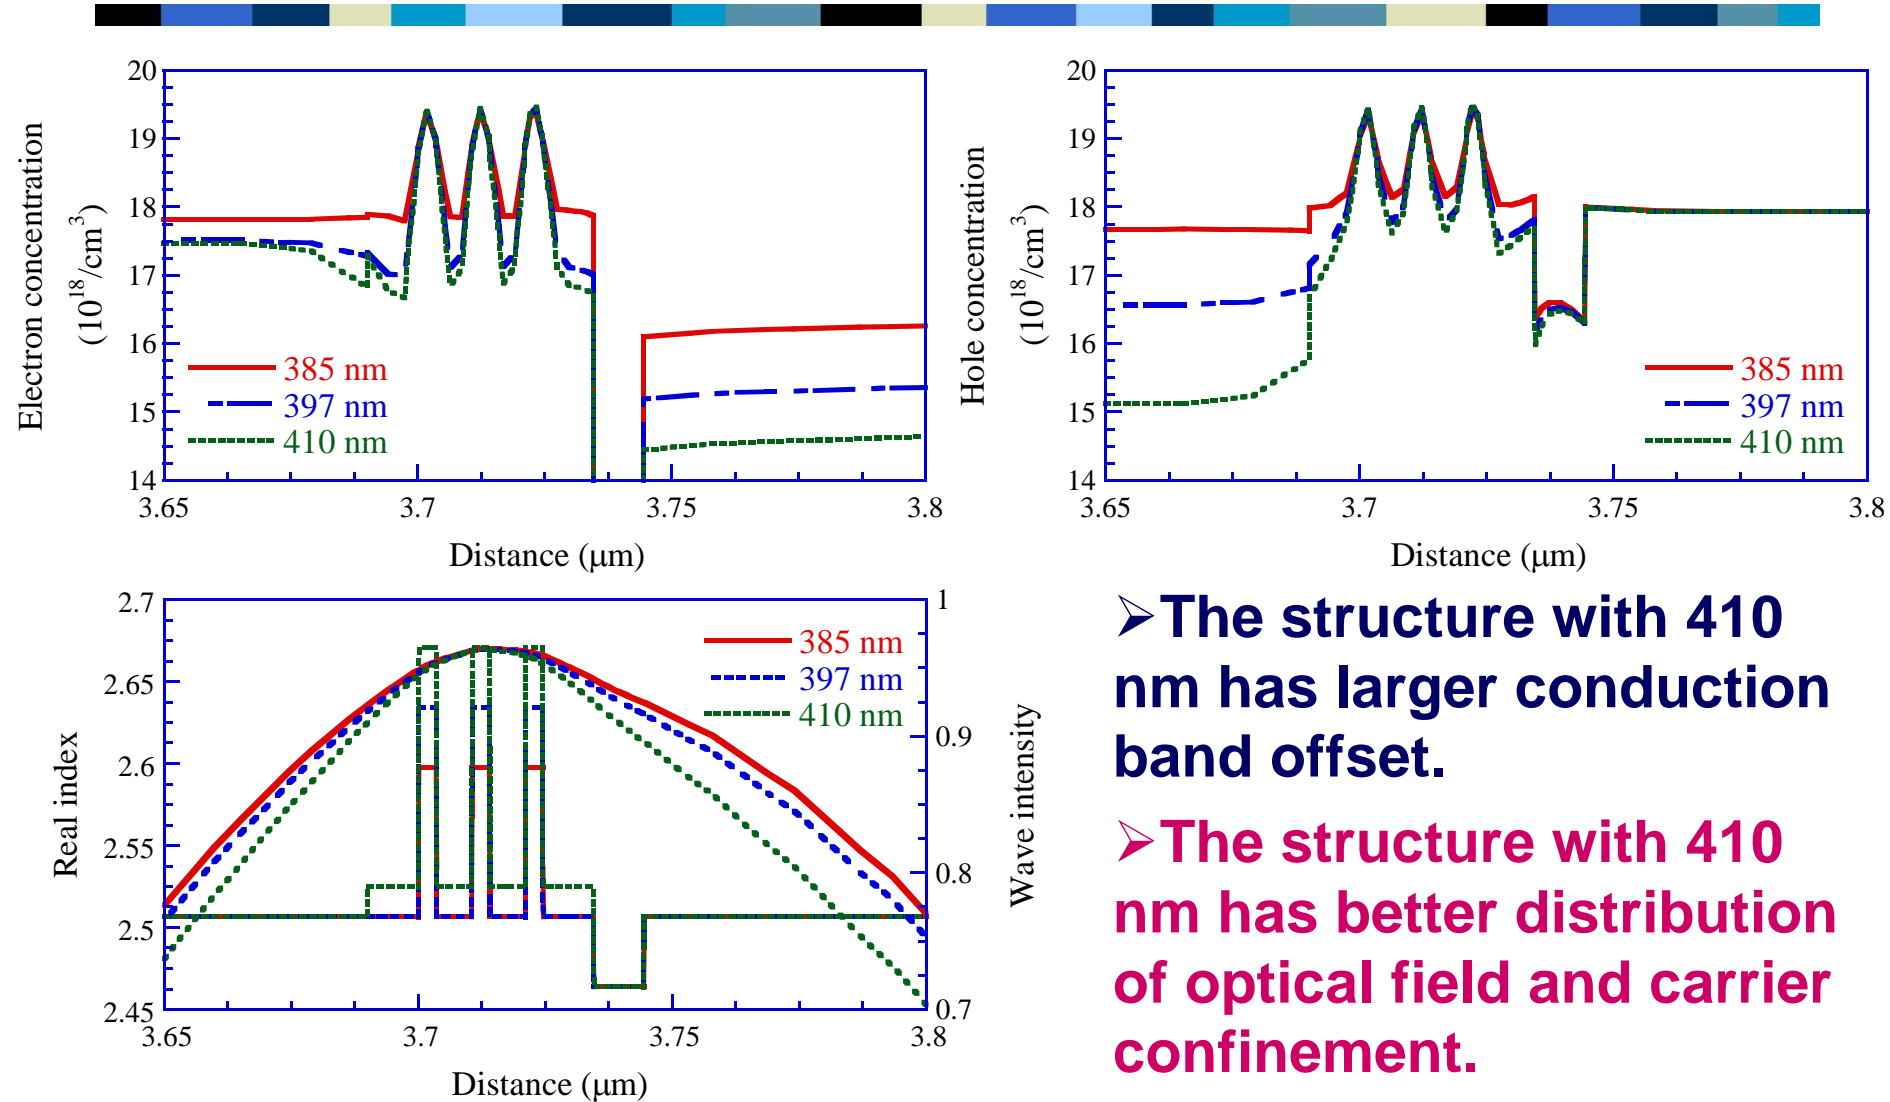 20
19
18
17
16
15
14
3.65 3.7 3.75 3.8
Electron concentration
(10^18/cm^3)
385 nm
397 nm
410 nm
Distance (μm)
20
19
18
17
16
15
14
3.65 3.7 3.75 3.8
Hole concentration
(10^18/cm^3)
385 nm
397 nm
410 nm
Distance (μm)
2.7
2.65
2.6
2.55
2.5
2.45
3.65 3.7 3.75 3.8
1
0.9
0.8
0.7
Real index
Wave intensity
385 nm
397 nm
410 nm
Distance (μm)
➢The structure with 410
nm has larger conduction
band offset.
➢The structure with 410
nm has better distribution
of optical field and carrier
confinement.